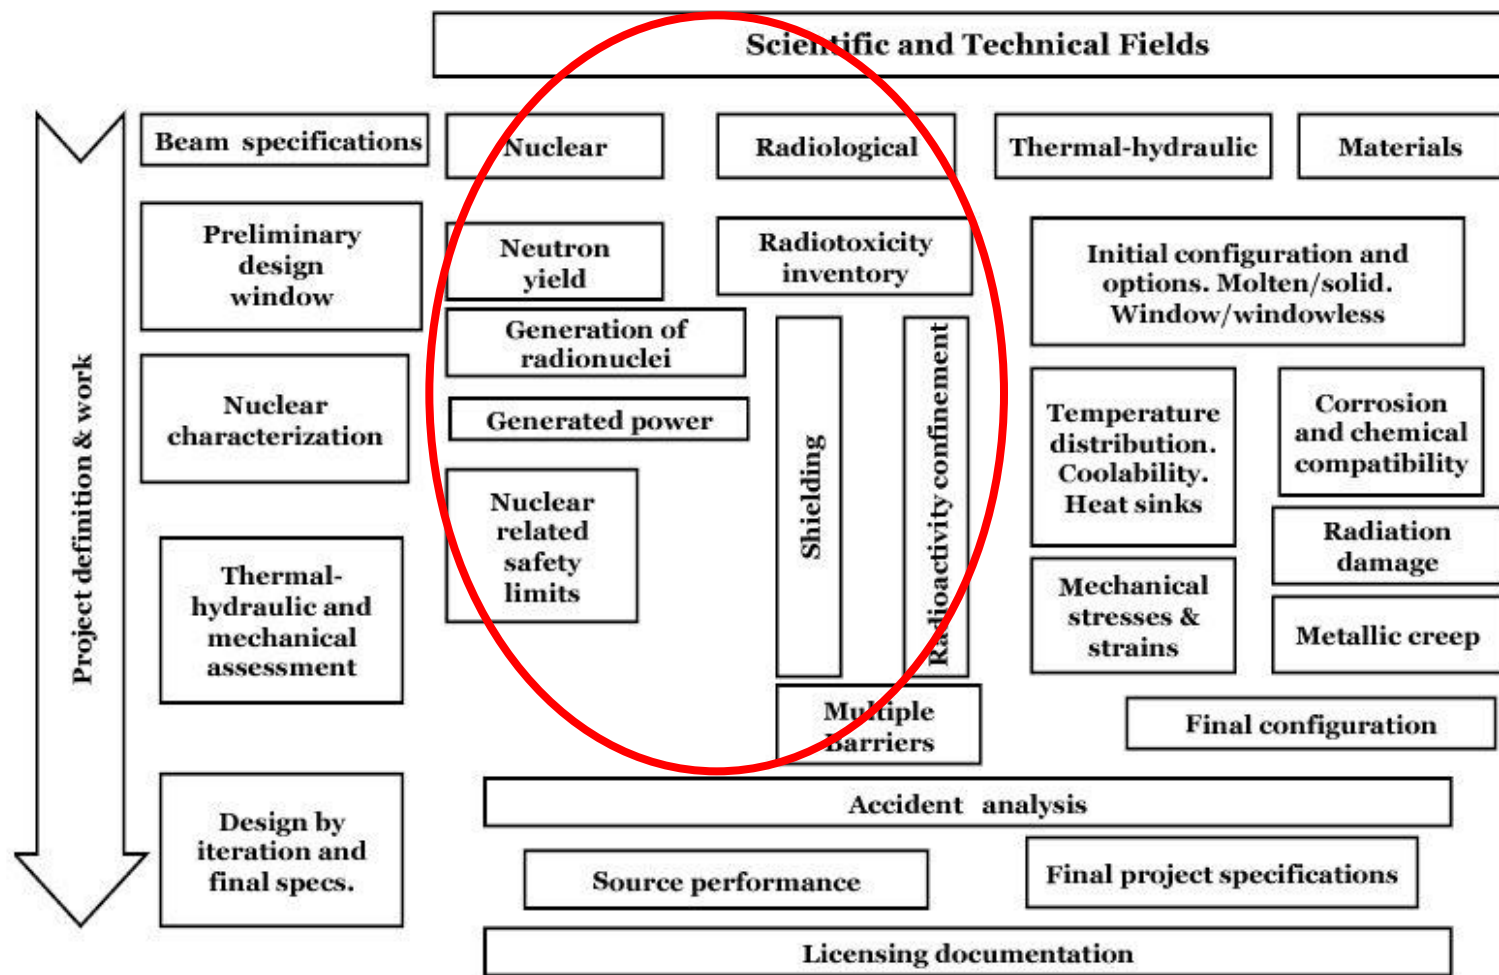 Scientific and Technical Fields
Beam specifications
Nuclear
Radiological
Thermal-hydraulic
Materials
Project definition & work
Preliminary
design
window
Neutron
yield
Radiotoxicity
inventory
Initial configuration and
options. Molten/solid.
Window/windowless
Generation of
radionuclei
Nuclear
characterization
Generated power
Shielding
Radioactivity confinement
Temperature
distribution.
Coolability.
Heat sinks
Corrosion
and chemical
compatibility
Nuclear
related
safety
limits
Radiation
damage
Thermal-
hydraulic and
mechanical
assessment
Mechanical
stresses &
strains
Metallic creep
Multiple
Barriers
Final configuration
Accident analysis
Design by
iteration and
final specs.
Source performance
Final project specifications
Licensing documentation